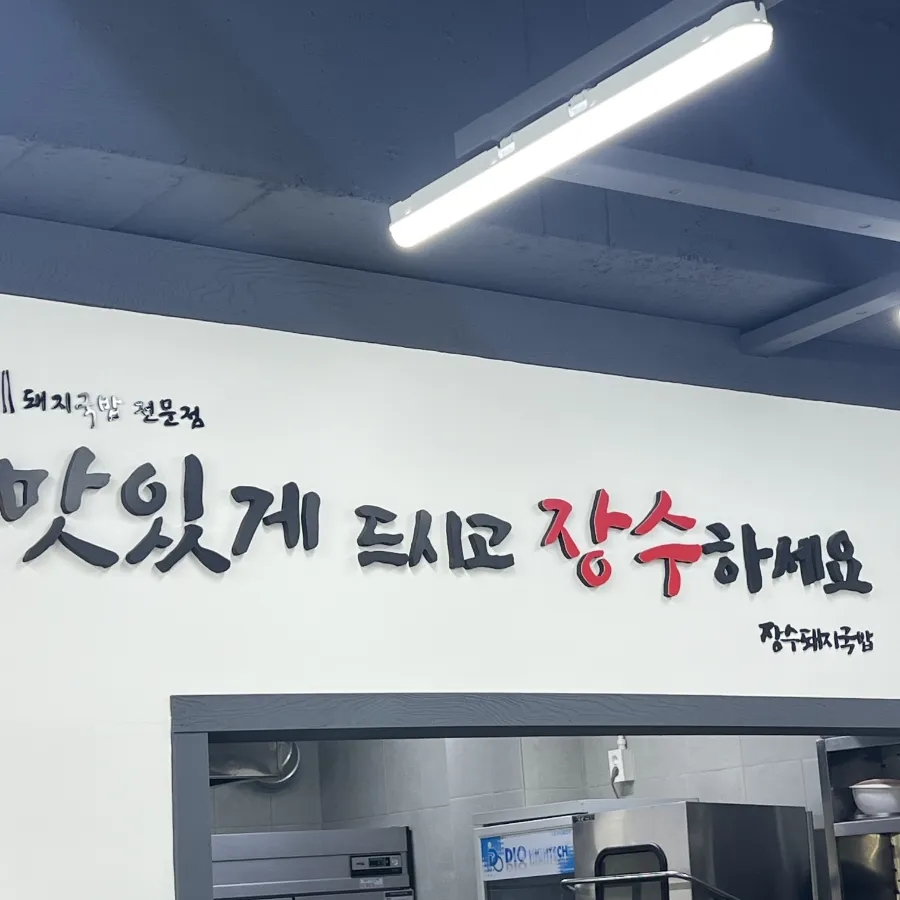 돼지국밥 전문점
맛있게 드시고 장수하세요
장수돼지국밥
DIO